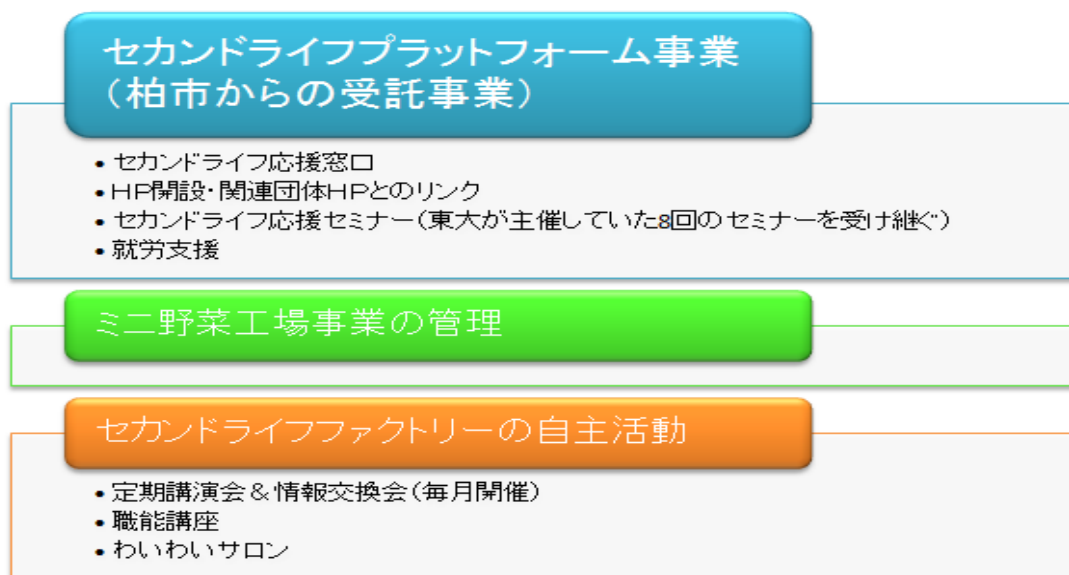 セカンドライフプラットフォーム事業
（柏市からの受託事業）
• セカンドライフ応援窓口
• HP開設・関連団体HPとのリンク
• セカンドライフ応援セミナー（東大が主催していた8回のセミナーを受け継ぐ）
• 就労支援
ミニ野菜工場事業の管理
セカンドライフファクトリーの自主活動
• 定期講演会＆情報交換会（毎月開催）
• 職能講座
• わいわいサロン